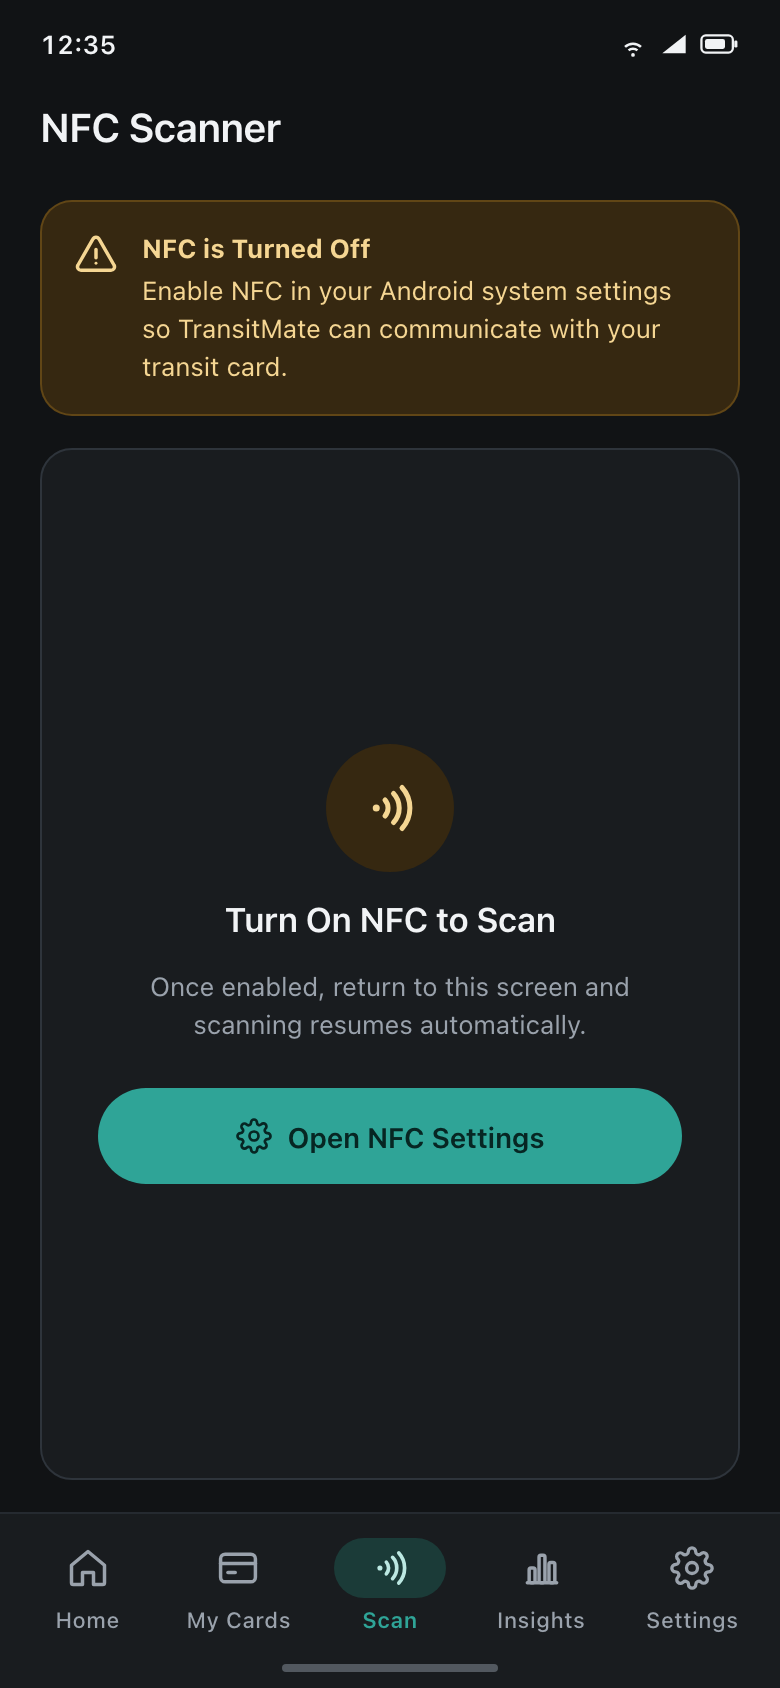 12:35
NFC Scanner
NFC is Turned Off
Enable NFC in your Android system settings
so TransitMate can communicate with your
transit card.
Turn On NFC to Scan
Once enabled, return to this screen and
scanning resumes automatically.
Open NFC Settings
Home
My Cards
Scan
Insights
Settings